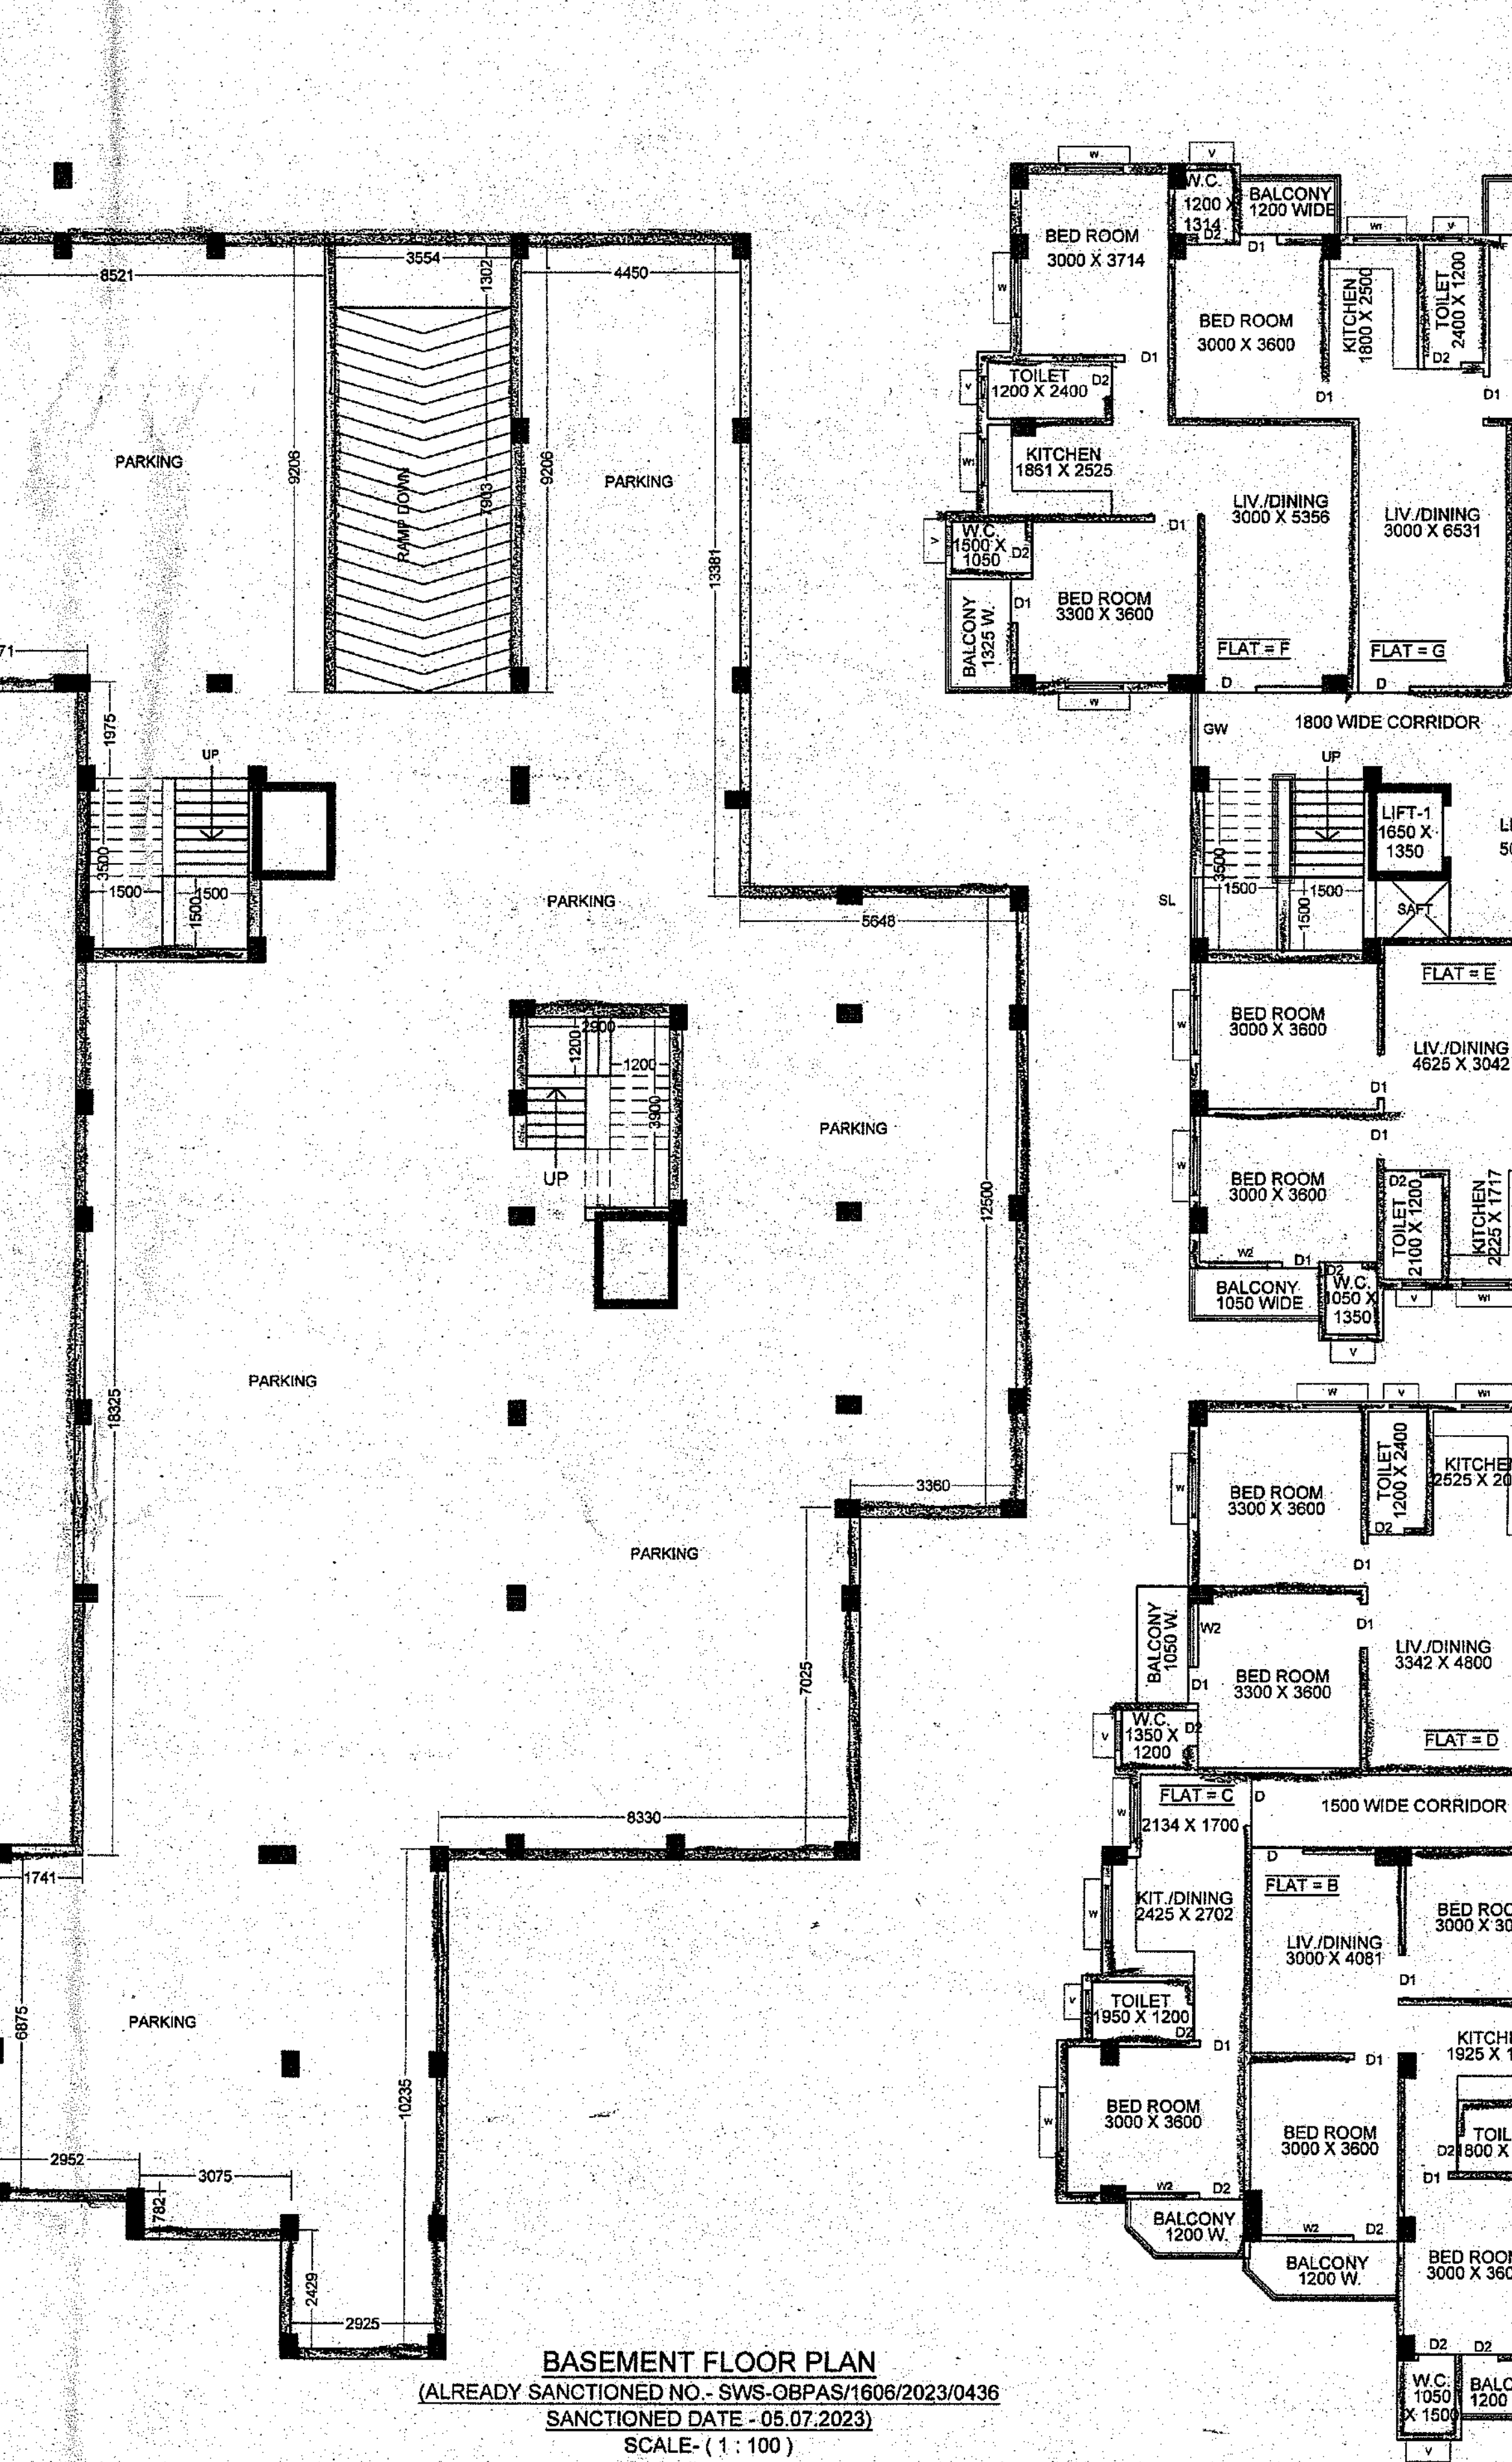 8521
3554
1302
4450
9206
7903
9206
13381
PARKING
RAMP DOWN
PARKING
1975
UP
3500
1500
1500
1500
PARKING
5648
2900
1200
1200
3900
UP
PARKING
12500
PARKING
18325
3360
PARKING
7025
8330
1741
6875
PARKING
10235
2952
3075
782
2429
2925
BASEMENT FLOOR PLAN
(ALREADY SANCTIONED NO.- SWS-OBPAS/1606/2023/0436
SANCTIONED DATE - 05.07.2023)
SCALE- ( 1 : 100 )
W
V
W.C.
1200 X
1314
D2
BALCONY
1200 WIDE
D1
W1
V
BED ROOM
3000 X 3714
W
BED ROOM
3000 X 3600
KITCHEN
1800 X 2500
TOILET
2400 X 1200
D2
D1
D1
D1
V
TOILET
1200 X 2400
D2
W1
KITCHEN
1861 X 2525
LIV./DINING
3000 X 5356
LIV./DINING
3000 X 6531
D1
V
W.C.
1500 X
1050
D2
BALCONY
1325 W.
D1
BED ROOM
3300 X 3600
FLAT = F
FLAT = G
W
D
D
GW
1800 WIDE CORRIDOR
UP
LIFT-1
1650 X
1350
3500
1500
1500
1500
SL
SAFT
FLAT = E
W
BED ROOM
3000 X 3600
LIV./DINING
4625 X 3042
D1
D1
W
BED ROOM
3000 X 3600
D2
TOILET
2100 X 1200
KITCHEN
2225 X 1717
W2
D1
BALCONY
1050 WIDE
D2
W.C.
1050 X
1350
V
W1
V
W
V
W1
W
BED ROOM
3300 X 3600
TOILET
1200 X 2400
D2
D1
BALCONY
1050 W.
W2
D1
D1
BED ROOM
3300 X 3600
LIV./DINING
3342 X 4800
V
W.C.
1350 X
1200
D2
FLAT = D
FLAT = C
D
1500 WIDE CORRIDOR
W
2134 X 1700
D
FLAT = B
W
KIT./DINING
2425 X 2702
LIV./DINING
3000 X 4081
D1
V
TOILET
1950 X 1200
D2
D1
D1
W
BED ROOM
3000 X 3600
BED ROOM
3000 X 3600
D2
D1
W2
D2
BALCONY
1200 W.
W2
D2
BALCONY
1200 W.
D2
D2
W.C.
1050
X 1500
V